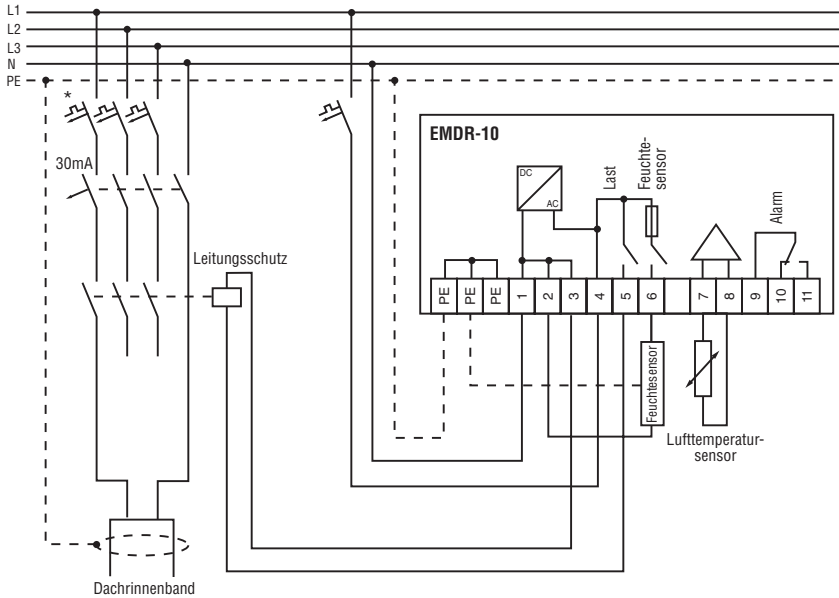 L1
L2
L3
N
PE
*
30mA
Leitungsschutz
Dachrinnenband
EMDR-10
DC
AC
Last
Feuchte-
sensor
Alarm
PE
PE
PE
1
2
3
4
5
6
7
8
9
10
11
Feuchtesensor
Lufttemperatur-
sensor